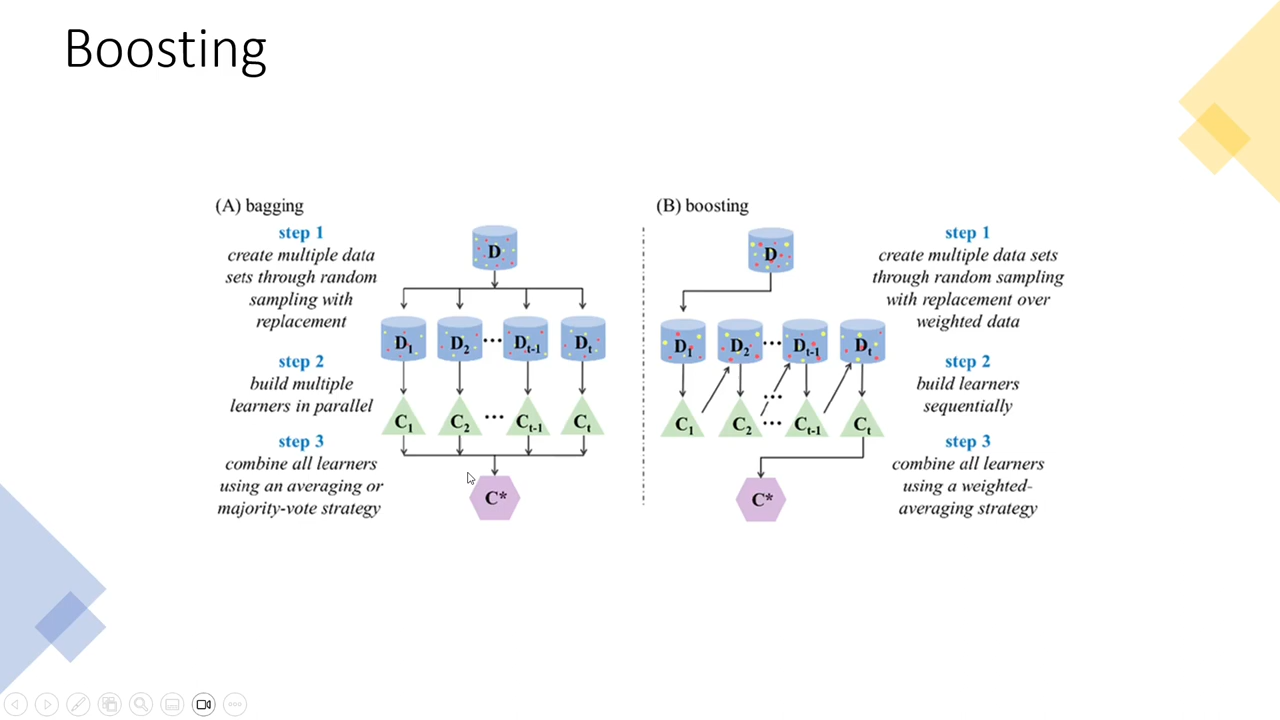 Boosting
(A) bagging
step 1
create multiple data
sets through random
sampling with
replacement
step 2
build multiple
learners in parallel
step 3
combine all learners
using an averaging or
majority-vote strategy
D
D1 D2 ... Dt-1 Dt
C1 C2 ... Ct-1 Ct
C*
(B) boosting
D
D1 D2 ... Dt-1 Dt
...
C1 C2 ... Ct-1 Ct
C*
step 1
create multiple data sets
through random sampling
with replacement over
weighted data
step 2
build learners
sequentially
step 3
combine all learners
using a weighted-
averaging strategy